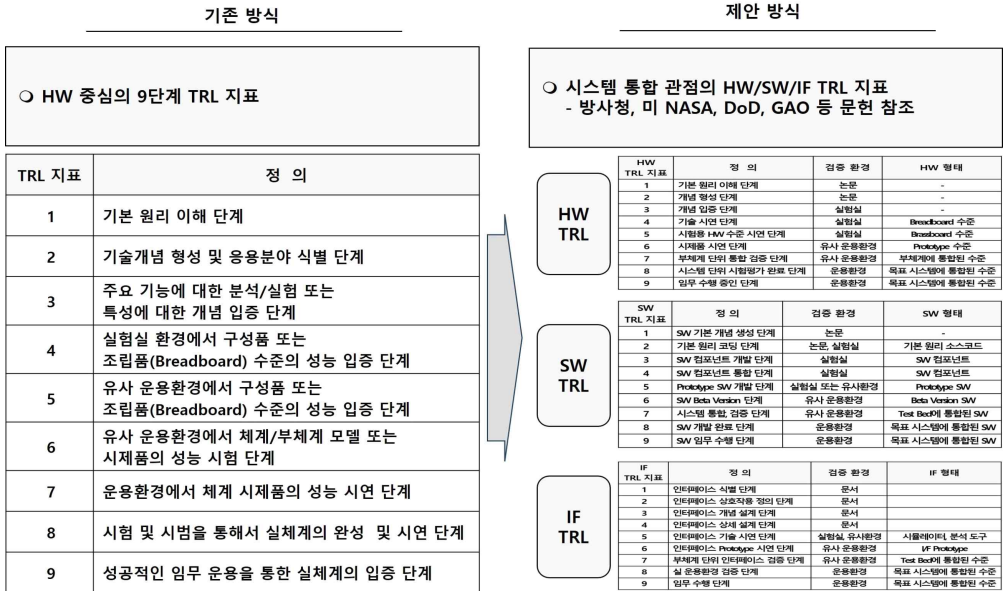 기존 방식
제안 방식
❍ HW 중심의 9단계 TRL 지표
❍ 시스템 통합 관점의 HW/SW/IF TRL 지표
- 방사청, 미 NASA, DoD, GAO 등 문헌 참조
TRL 지표 정 의
1 기본 원리 이해 단계
2 기술개념 형성 및 응용분야 식별 단계
3 주요 기능에 대한 분석/실험 또는
특성에 대한 개념 입증 단계
4 실험실 환경에서 구성품 또는
조립품(Breadboard) 수준의 성능 입증 단계
5 유사 운용환경에서 구성품 또는
조립품(Breadboard) 수준의 성능 입증 단계
6 유사 운용환경에서 체계/부체계 모델 또는
시제품의 성능 시험 단계
7 운용환경에서 체계 시제품의 성능 시연 단계
8 시험 및 시범을 통해서 실체계의 완성 및 시연 단계
9 성공적인 임무 운용을 통한 실체계의 입증 단계
HW
TRL
HW
TRL 지표 정 의 검증 환경 HW 형태
1 기본 원리 이해 단계 논문 -
2 개념 형성 단계 논문 -
3 개념 입증 단계 실험실 -
4 기술 시연 단계 실험실 Breadboard 수준
5 시험용 HW 수준 시연 단계 실험실 Brassboard 수준
6 시제품 시연 단계 유사 운용환경 Prototype 수준
7 부체계 단위 통합 검증 단계 유사 운용환경 부체계에 통합된 수준
8 시스템 단위 시험평가 완료 단계 운용환경 목표 시스템에 통합된 수준
9 임무 수행 중인 단계 운용환경 목표 시스템에 통합된 수준
SW
TRL
SW
TRL 지표 정 의 검증 환경 SW 형태
1 SW 기본 개념 생성 단계 논문 -
2 기본 원리 코딩 단계 논문, 실험실 기본 원리 소스코드
3 SW 컴포넌트 개발 단계 실험실 SW 컴포넌트
4 SW 컴포넌트 통합 단계 실험실 SW 컴포넌트
5 Prototype SW 개발 단계 실험실 또는 유사환경 Prototype SW
6 SW Beta Version 단계 유사 운용환경 Beta Version SW
7 시스템 통합, 검증 단계 유사 운용환경 Test Bed에 통합된 SW
8 SW 개발 완료 단계 운용환경 목표 시스템에 통합된 SW
9 SW 임무 수행 단계 운용환경 목표 시스템에 통합된 SW
IF
TRL
IF
TRL 지표 정 의 검증 환경 IF 형태
1 인터페이스 식별 단계 문서
2 인터페이스 상호작용 정의 단계 문서
3 인터페이스 개념 설계 단계 문서
4 인터페이스 상세 설계 단계 문서
5 인터페이스 기술 시연 단계 실험실, 유사환경 시뮬레이터, 분석 도구
6 인터페이스 Prototype 시연 단계 유사 운용환경 I/F Prototype
7 부체계 단위 인터페이스 검증 단계 유사 운용환경 Test Bed에 통합된 수준
8 실 운용환경 검증 단계 운용환경 목표 시스템에 통합된 수준
9 임무 수행 단계 운용환경 목표 시스템에 통합된 수준